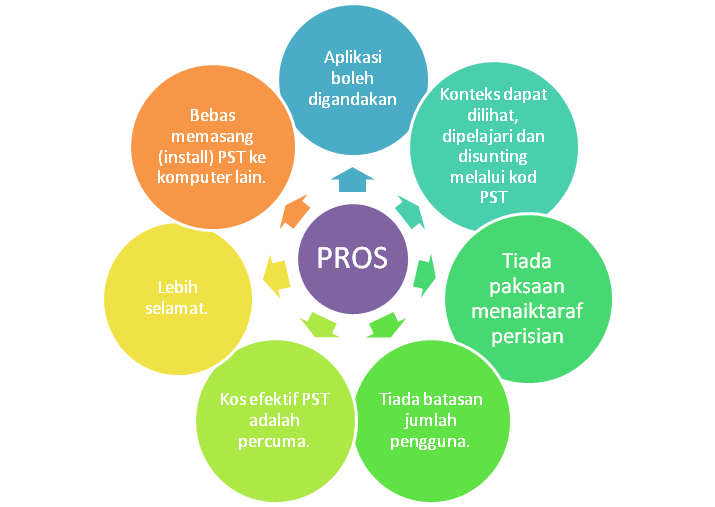 PROS
Aplikasi
boleh
digandakan
Konteks dapat
dilihat,
dipelajari dan
disunting
melalui kod
PST
Tiada
paksaan
menaiktaraf
perisian
Tiada batasan
jumlah
pengguna.
Kos efektif PST
adalah
percuma.
Lebih
selamat.
Bebas
memasang
(install) PST ke
komputer lain.